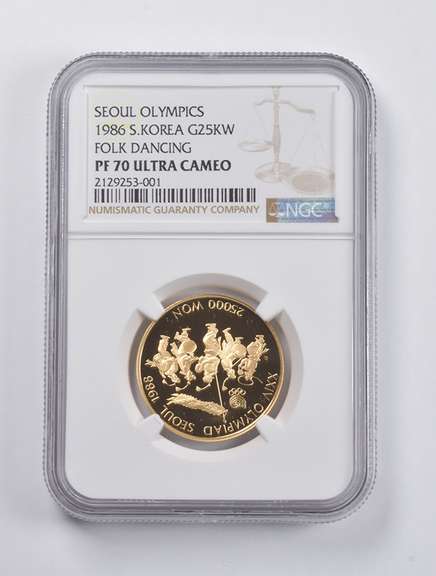 SEOUL OLYMPICS
1986 S.KOREA G25KW
FOLK DANCING
PF 70 ULTRA CAMEO
2129253-001
NUMISMATIC GUARANTY COMPANY
NGC
25000 WON
XXIV OLYMPIAD SEOUL 1988